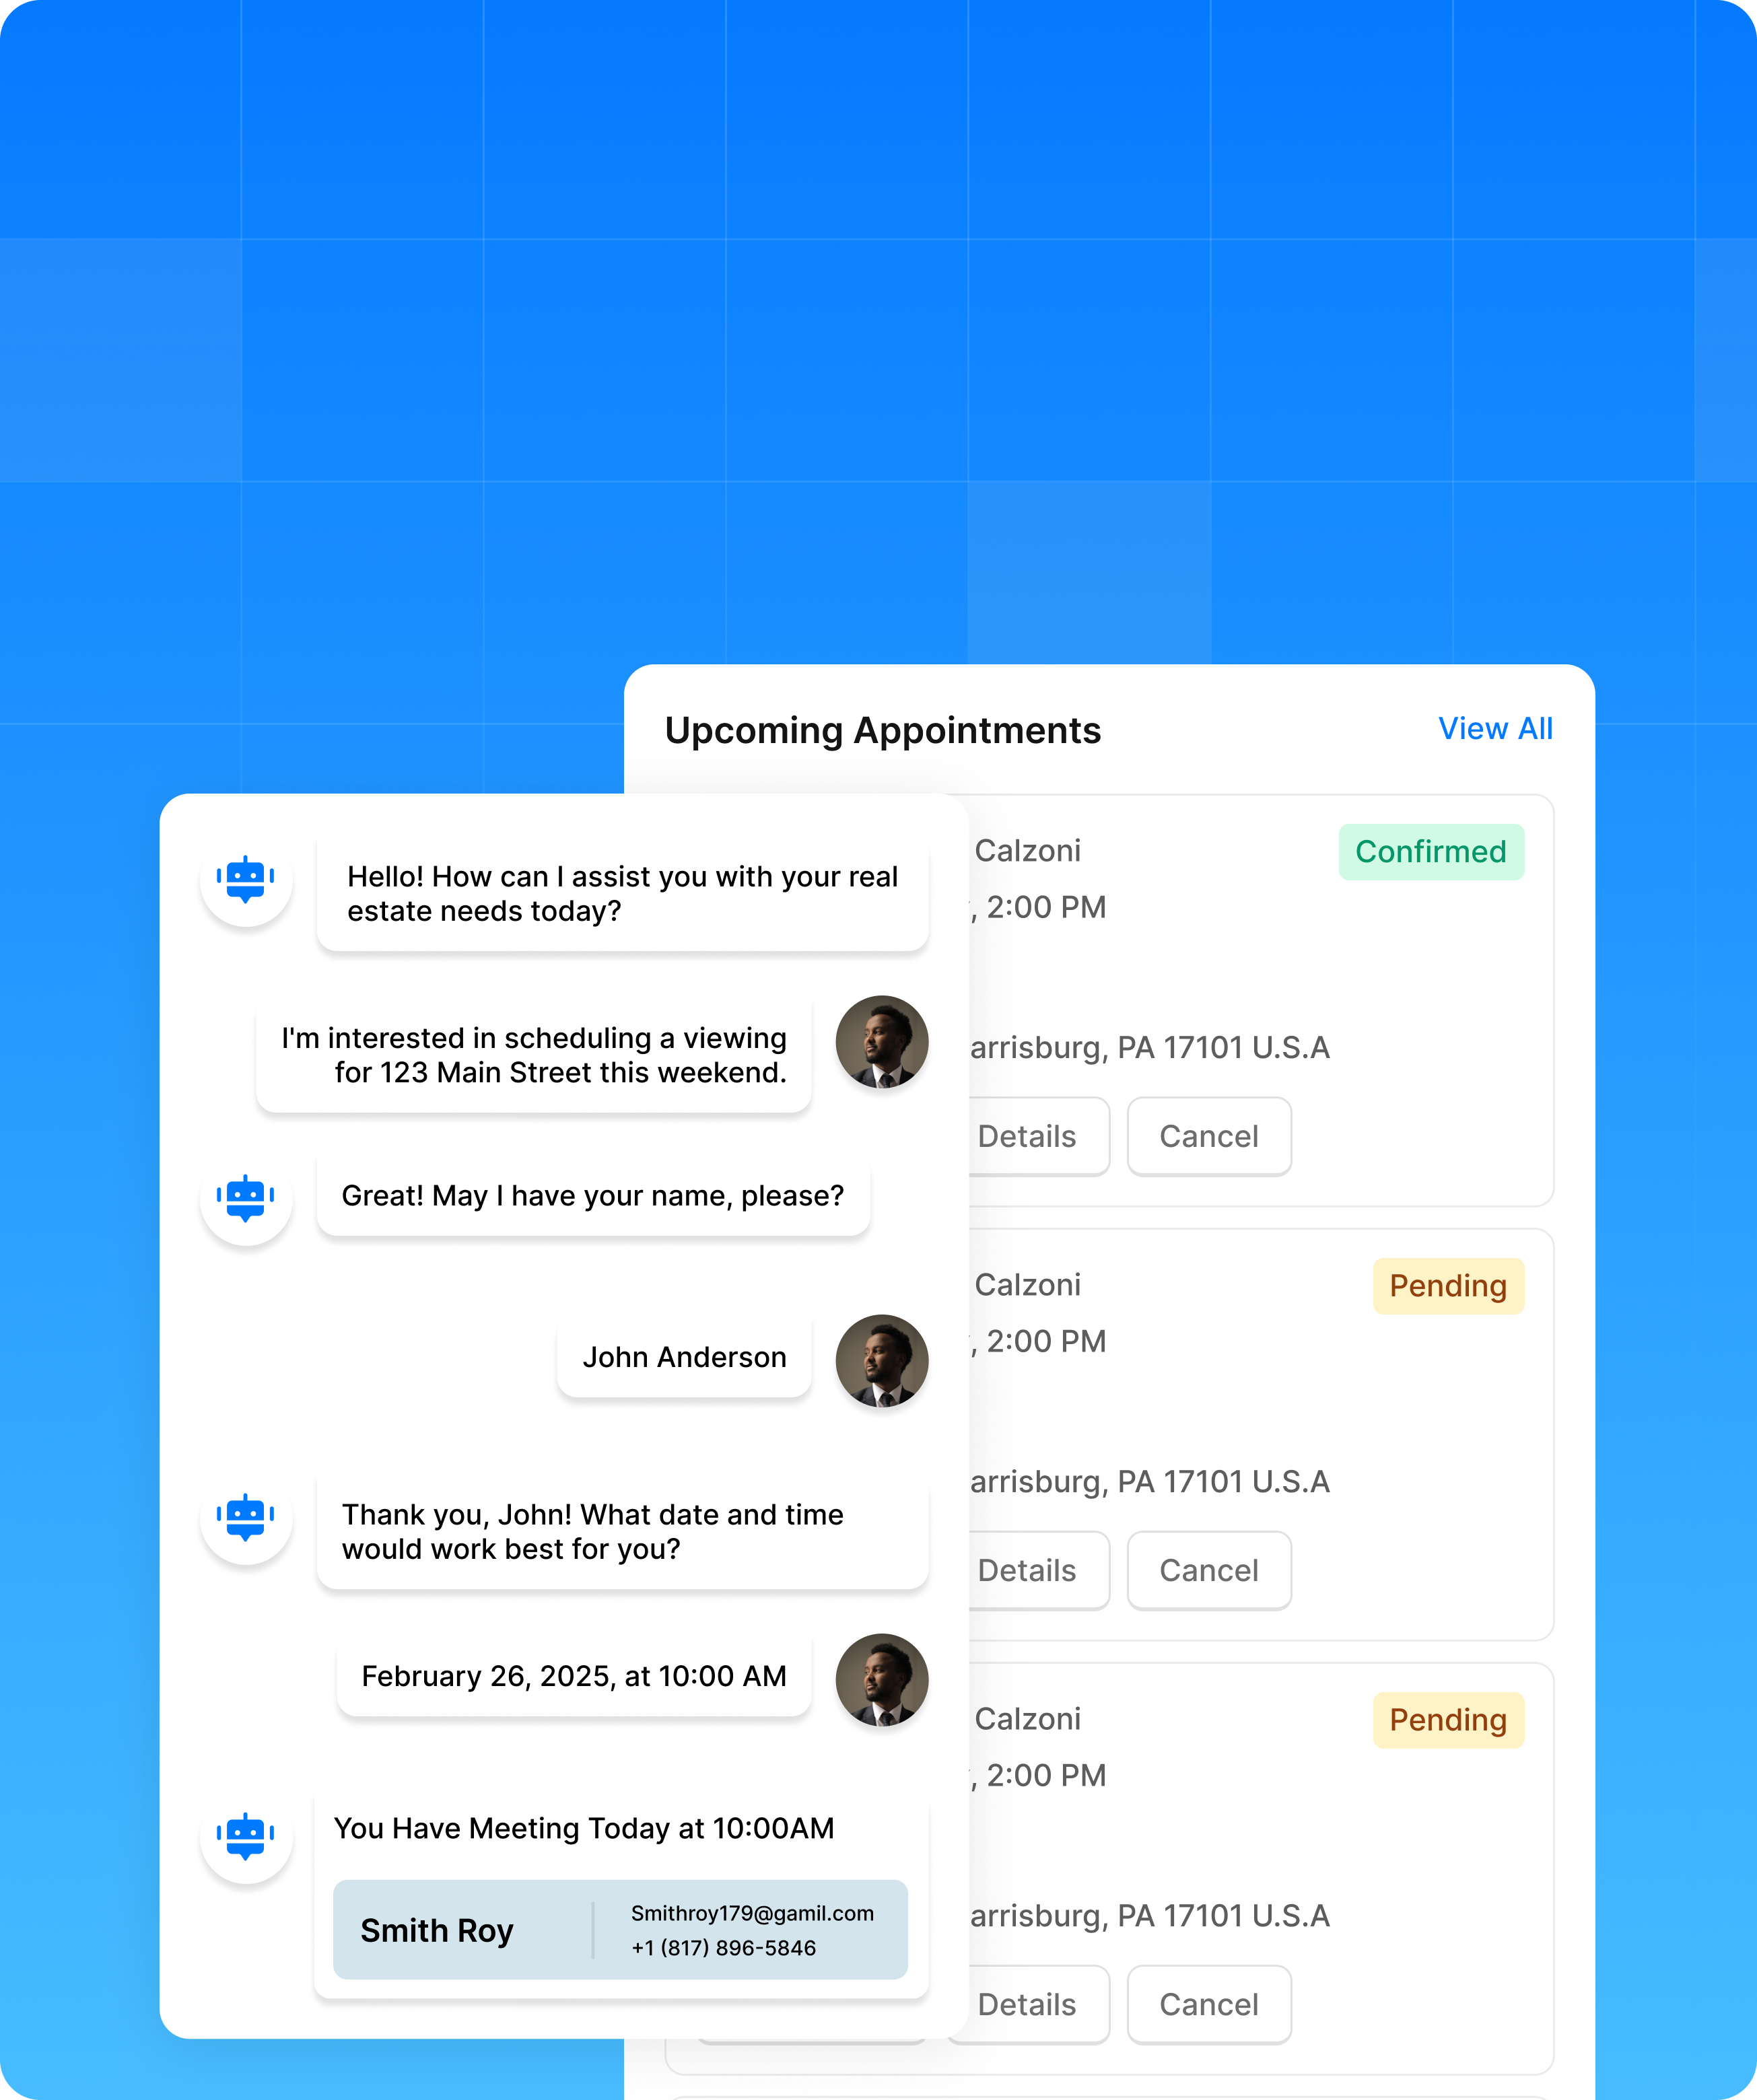 Upcoming Appointments
View All
Hello! How can I assist you with your real
estate needs today?
I'm interested in scheduling a viewing
for 123 Main Street this weekend.
Great! May I have your name, please?
John Anderson
Thank you, John! What date and time
would work best for you?
February 26, 2025, at 10:00 AM
You Have Meeting Today at 10:00AM
Smith Roy
Smithroy179@gamil.com
+1 (817) 896-5846
Calzoni
Confirmed
, 2:00 PM
arrisburg, PA 17101 U.S.A
Details
Cancel
Calzoni
Pending
, 2:00 PM
arrisburg, PA 17101 U.S.A
Details
Cancel
Calzoni
Pending
, 2:00 PM
arrisburg, PA 17101 U.S.A
Details
Cancel